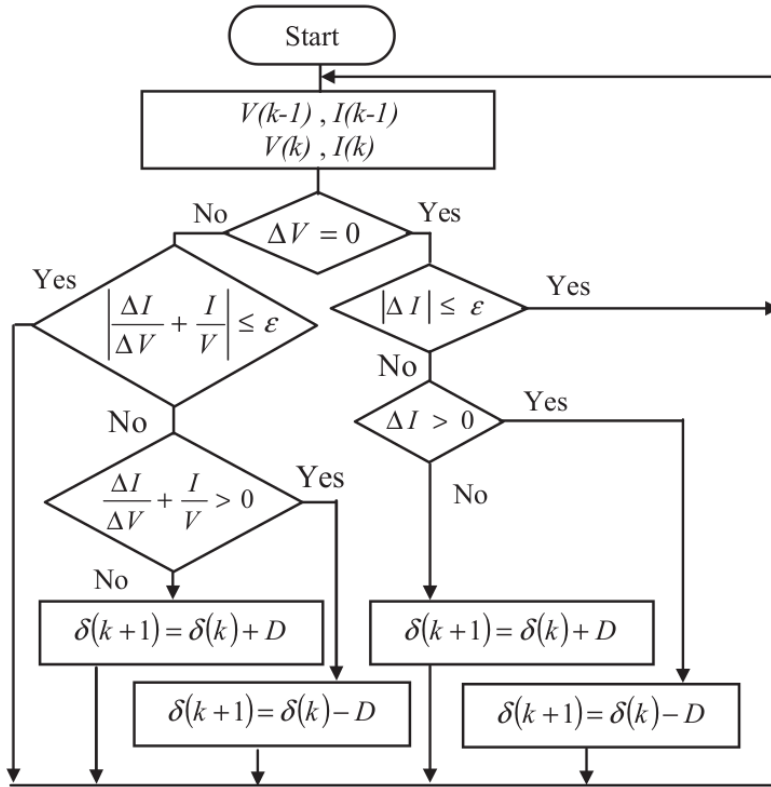 Start
V(k-1) , I(k-1)
V(k) , I(k)
No
Yes
ΔV = 0
Yes
|ΔI/ΔV + I/V| ≤ ε
|ΔI| ≤ ε
Yes
No
ΔI > 0
Yes
No
ΔI/ΔV + I/V > 0
Yes
No
No
δ(k+1)=δ(k)+D
δ(k+1)=δ(k)+D
δ(k+1)=δ(k)−D
δ(k+1)=δ(k)−D